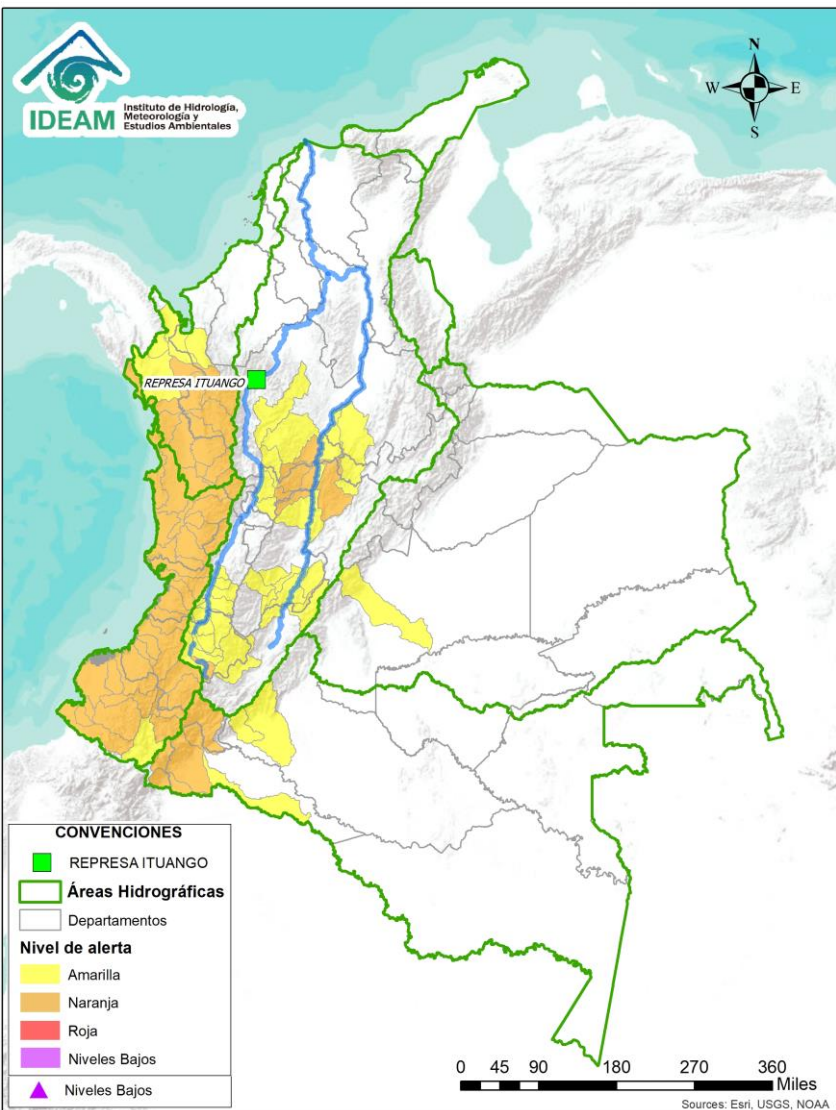 IDEAM
Instituto de Hidrología,
Meteorología y
Estudios Ambientales
N
W
E
S
REPRESA ITUANGO
CONVENCIONES
REPRESA ITUANGO
Áreas Hidrográficas
Departamentos
Nivel de alerta
Amarilla
Naranja
Roja
Niveles Bajos
Niveles Bajos
0 45 90 180 270 360
Miles
Sources: Esri, USGS, NOAA